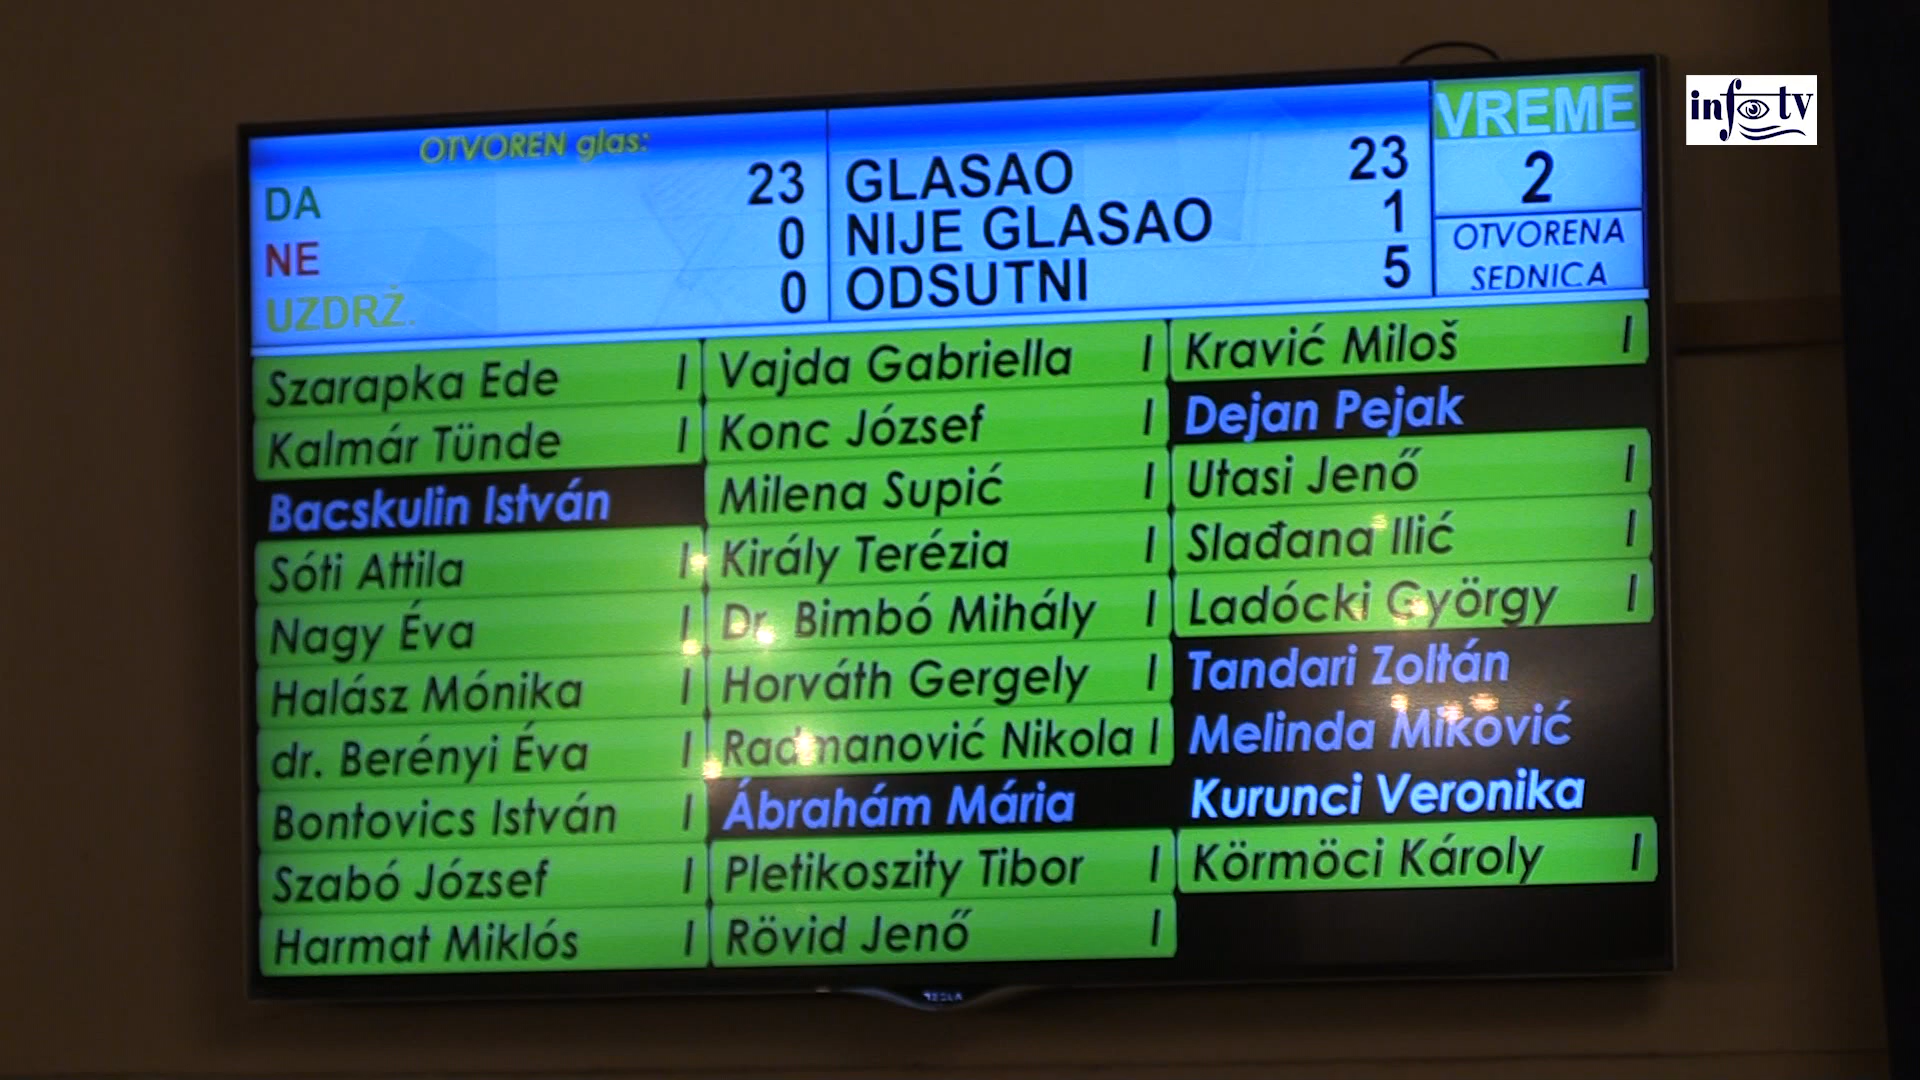 info tv
OTVOREN glas:
DA 23
NE 0
UZDRŽ. 0
GLASAO 23
NIJE GLASAO 1
ODSUTNI 5
VREME
2
OTVORENA
SEDNICA
Szarapka Ede I
Kalmár Tünde I
Bacskulin István
Sóti Attila I
Nagy Éva I
Halász Mónika I
dr. Berényi Éva I
Bontovics István I
Szabó József I
Harmat Miklós I
Vajda Gabriella I
Konc József I
Milena Supić I
Király Terézia I
Dr. Bimbó Mihály I
Horváth Gergely I
Radmanović Nikola I
Ábrahám Mária
Pletikoszity Tibor I
Rövid Jenő I
Kravić Miloš I
Dejan Pejak
Utasi Jenő I
Slađana Ilić I
Ladócki György I
Tandari Zoltán
Melinda Miković
Kurunci Veronika
Körmöci Károly I
TESLA